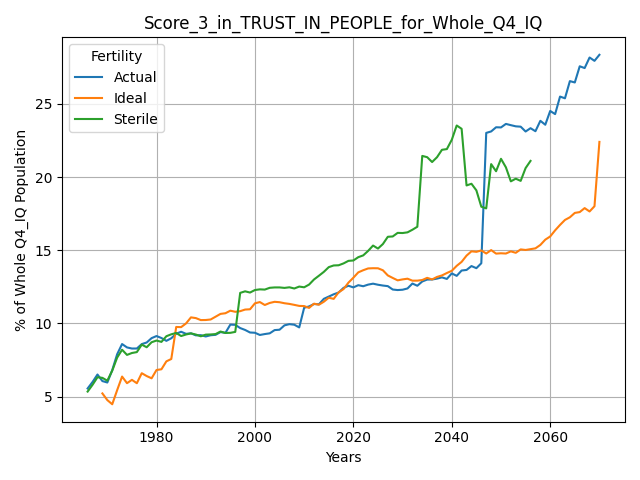 Score_3_in_TRUST_IN_PEOPLE_for_Whole_Q4_IQ
Fertility
Actual
Ideal
Sterile
% of Whole Q4_IQ Population
25
20
15
10
5
1980
2000
2020
2040
2060
Years